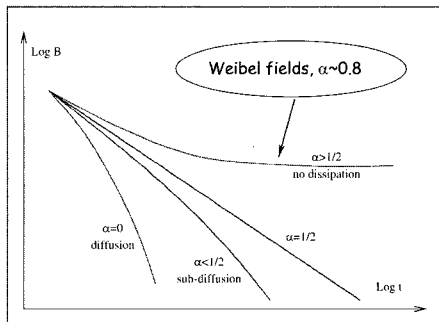 Log B
Weibel fields, α~0.8
α>1/2
no dissipation
α=0
diffusion
α<1/2
sub-diffusion
α=1/2
Log t